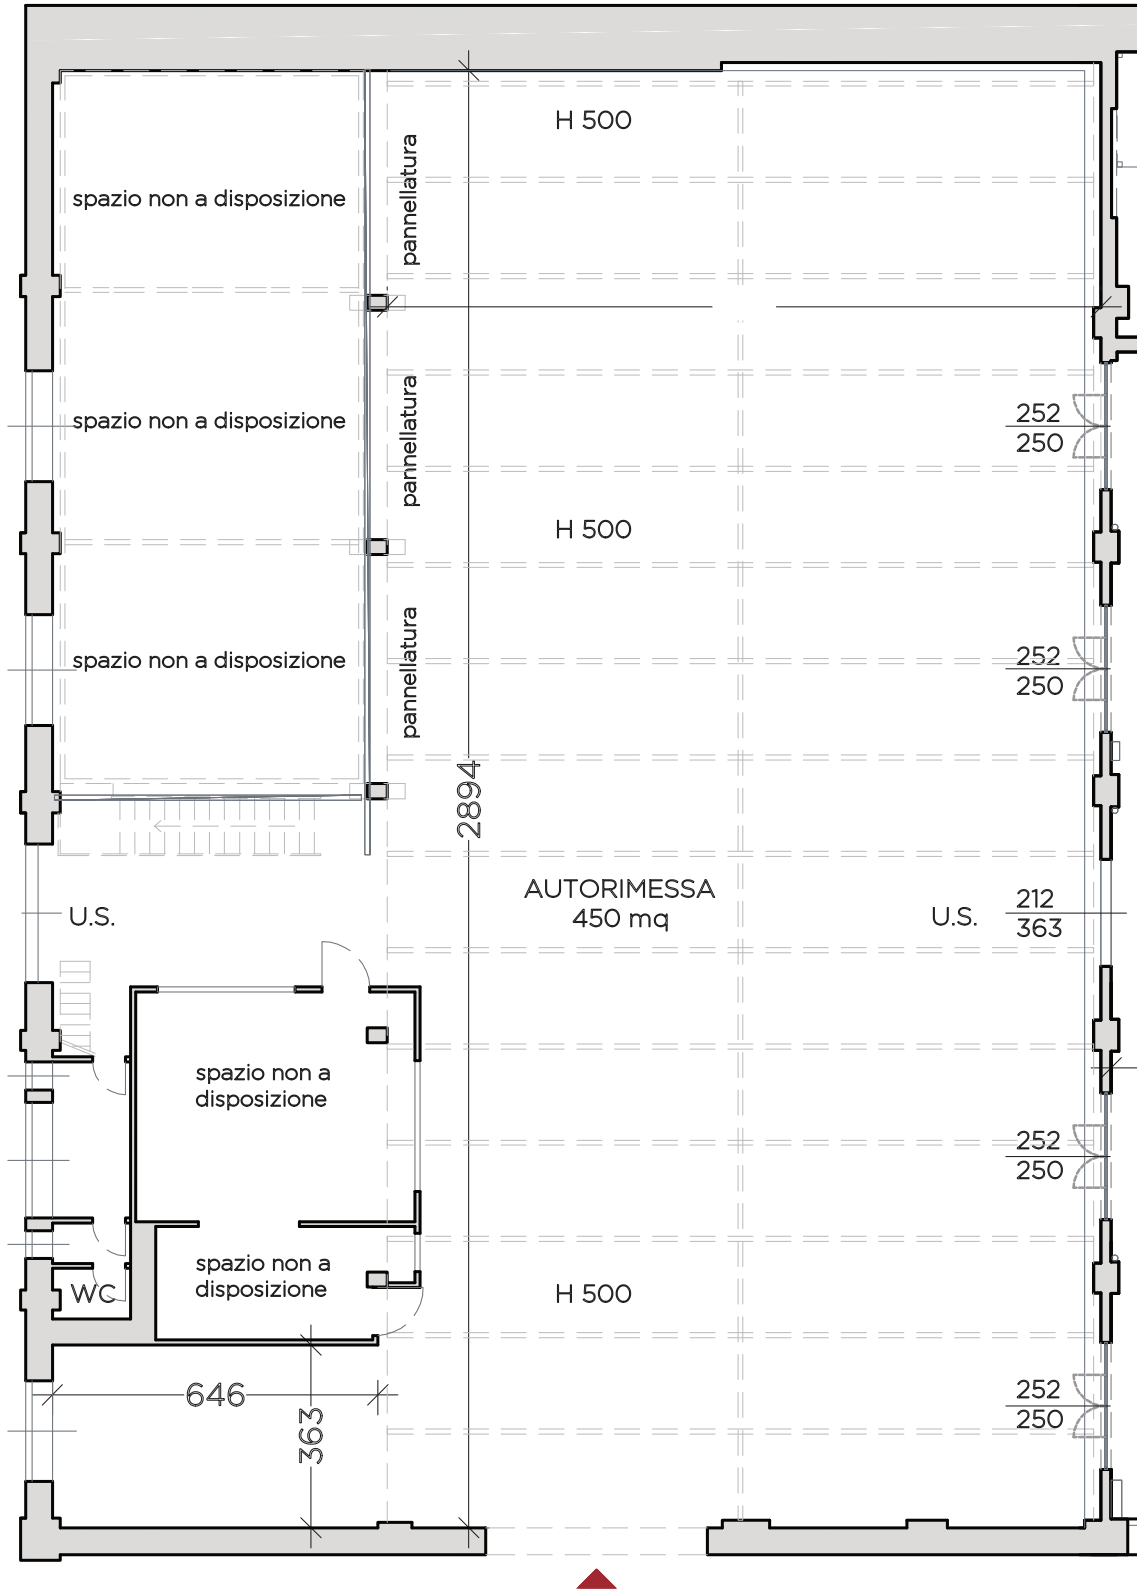 H 500
spazio non a disposizione
pannellatura
252
250
spazio non a disposizione
pannellatura
H 500
252
250
spazio non a disposizione
pannellatura
2894
AUTORIMESSA
450 mq
U.S.
U.S.
212
363
spazio non a
disposizione
252
250
spazio non a
disposizione
WC
H 500
646
363
252
250